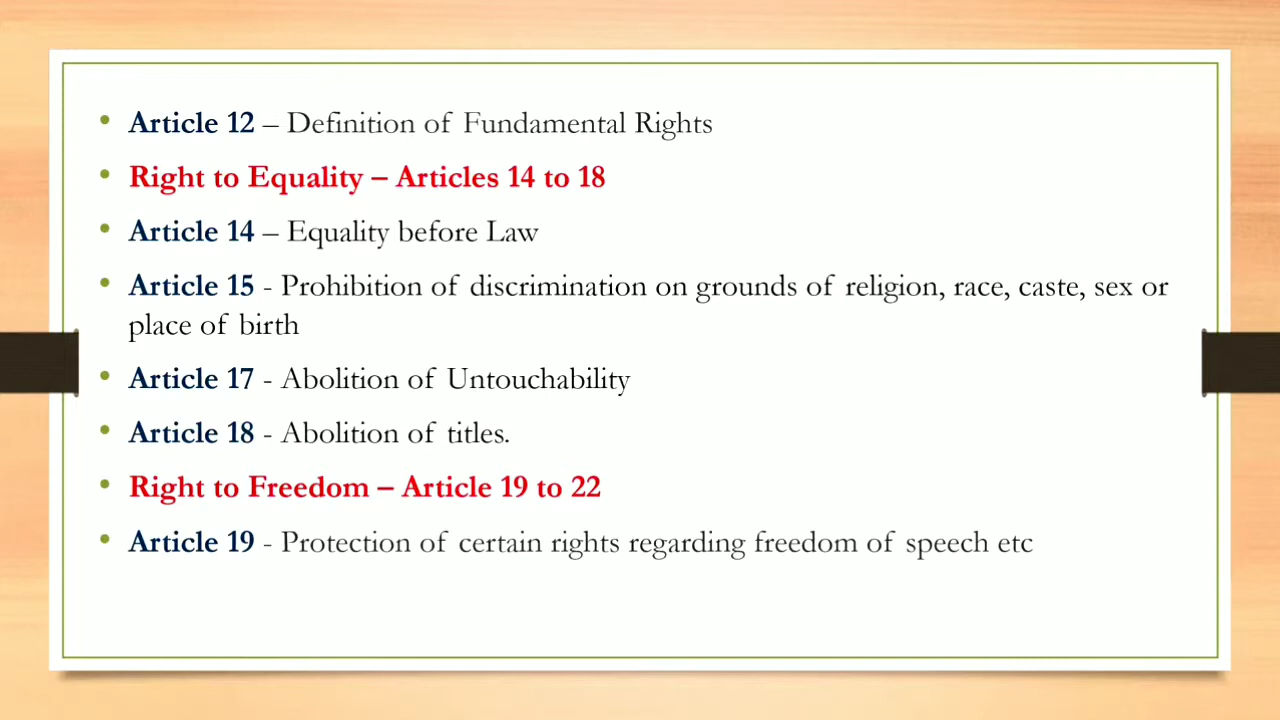 • Article 12 – Definition of Fundamental Rights
• Right to Equality – Articles 14 to 18
• Article 14 – Equality before Law
• Article 15 - Prohibition of discrimination on grounds of religion, race, caste, sex or
place of birth
• Article 17 - Abolition of Untouchability
• Article 18 - Abolition of titles.
• Right to Freedom – Article 19 to 22
• Article 19 - Protection of certain rights regarding freedom of speech etc